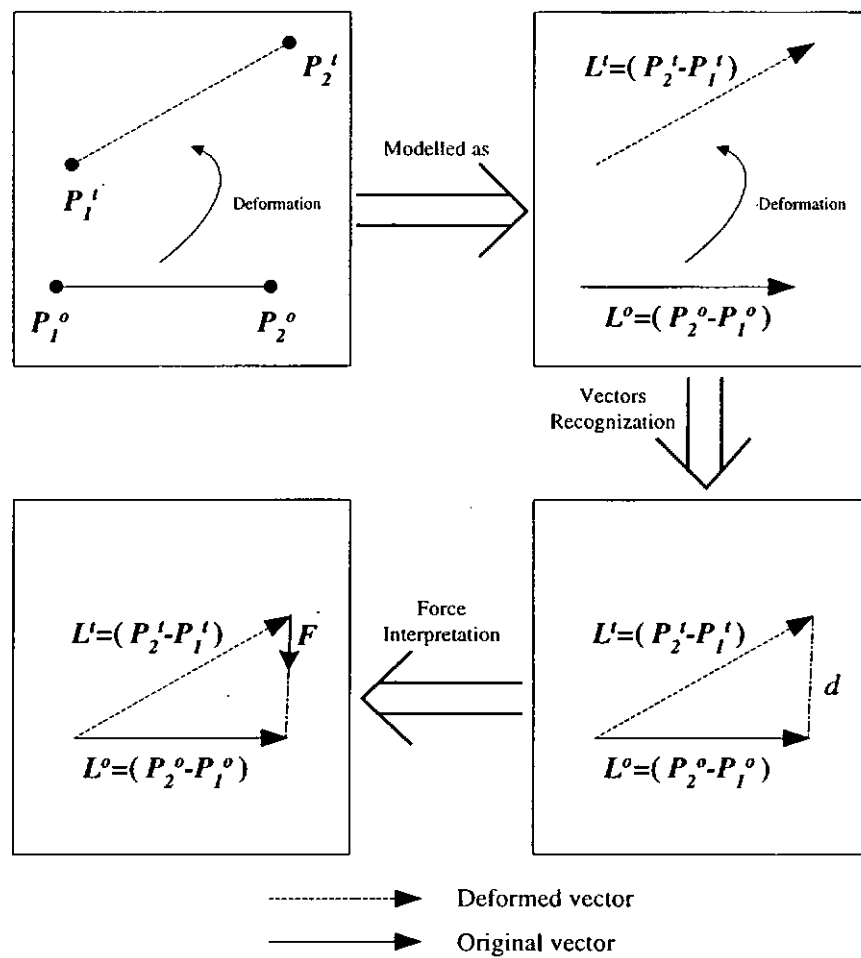 P₂ᵗ
P₁ᵗ
Deformation
P₁ᵒ
P₂ᵒ
Modelled as
Lᵗ=(P₂ᵗ-P₁ᵗ)
Deformation
Lᵒ=(P₂ᵒ-P₁ᵒ)
Vectors
Recognization
Lᵗ=(P₂ᵗ-P₁ᵗ)
F
Lᵒ=(P₂ᵒ-P₁ᵒ)
Force
Interpretation
Lᵗ=(P₂ᵗ-P₁ᵗ)
d
Lᵒ=(P₂ᵒ-P₁ᵒ)
Deformed vector
Original vector